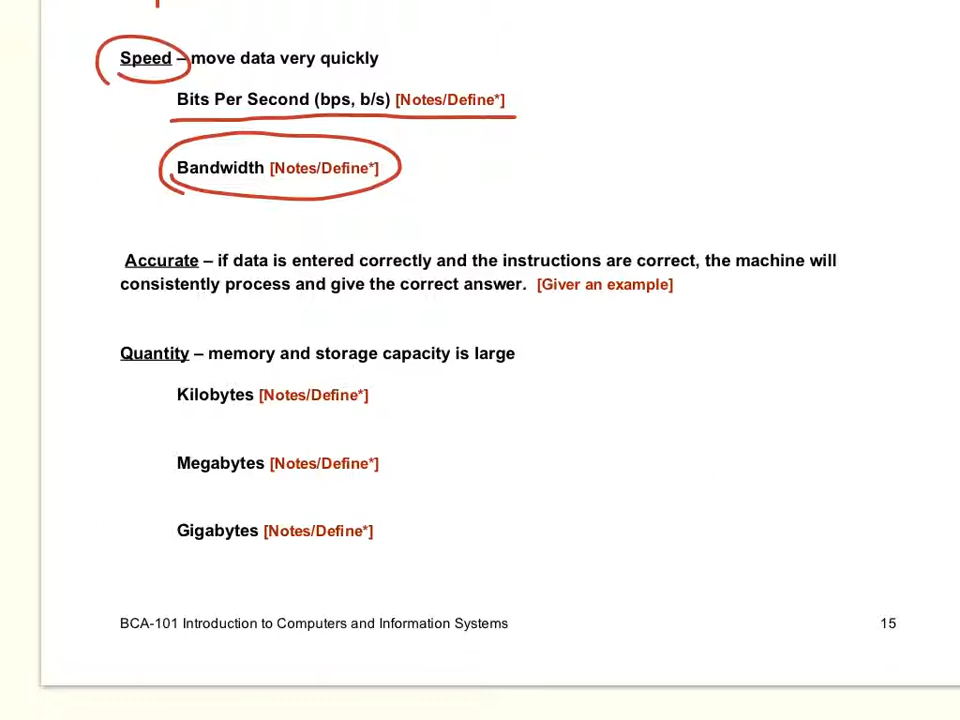 Speed – move data very quickly
Bits Per Second (bps, b/s) [Notes/Define*]
Bandwidth [Notes/Define*]
Accurate – if data is entered correctly and the instructions are correct, the machine will
consistently process and give the correct answer. [Giver an example]
Quantity – memory and storage capacity is large
Kilobytes [Notes/Define*]
Megabytes [Notes/Define*]
Gigabytes [Notes/Define*]
BCA-101 Introduction to Computers and Information Systems 15